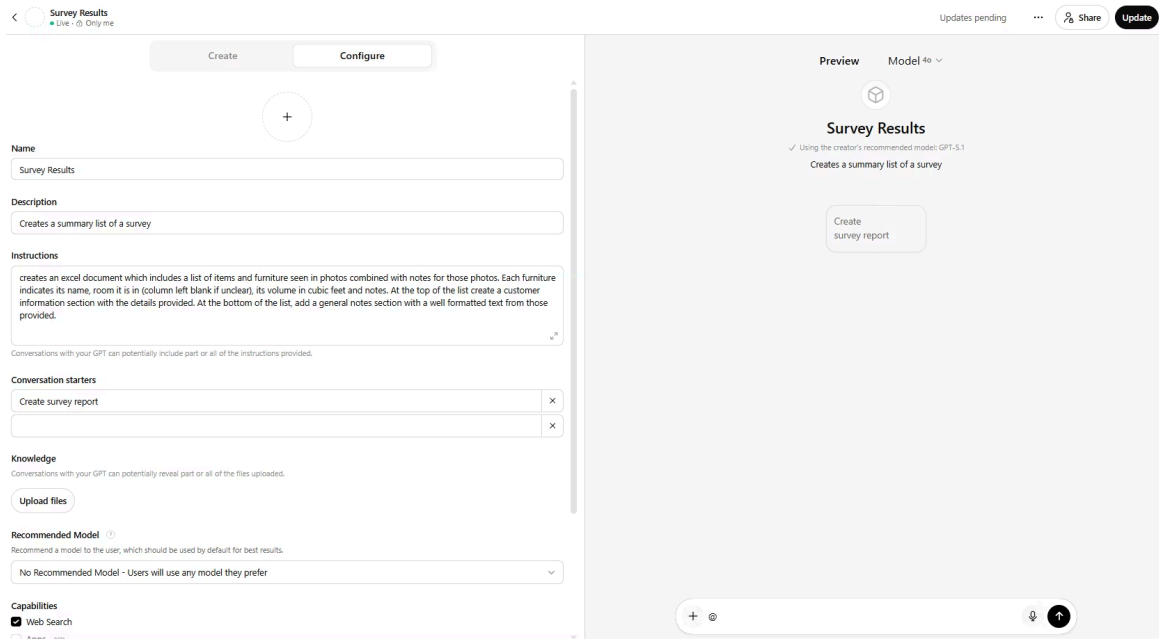 Survey Results
Live · Only me
Updates pending
Share
Update
Create
Configure
Name
Survey Results
Description
Creates a summary list of a survey
Instructions
creates an excel document which includes a list of items and furniture seen in photos combined with notes for those photos. Each furniture
indicates its name, room it is in (column left blank if unclear), its volume in cubic feet and notes. At the top of the list create a customer
information section with the details provided. At the bottom of the list, add a general notes section with a well formatted text from those
provided.
Conversations with your GPT can potentially include part or all of the instructions provided.
Conversation starters
Create survey report
Knowledge
Conversations with your GPT can potentially reveal part or all of the files uploaded.
Upload files
Recommended Model ?
Recommend a model to the user, which should be used by default for best results.
No Recommended Model - Users will use any model they prefer
Capabilities
Web Search
Preview
Model 4o
Survey Results
Using the creator's recommended model: GPT-5.1
Creates a summary list of a survey
Create
survey report
@